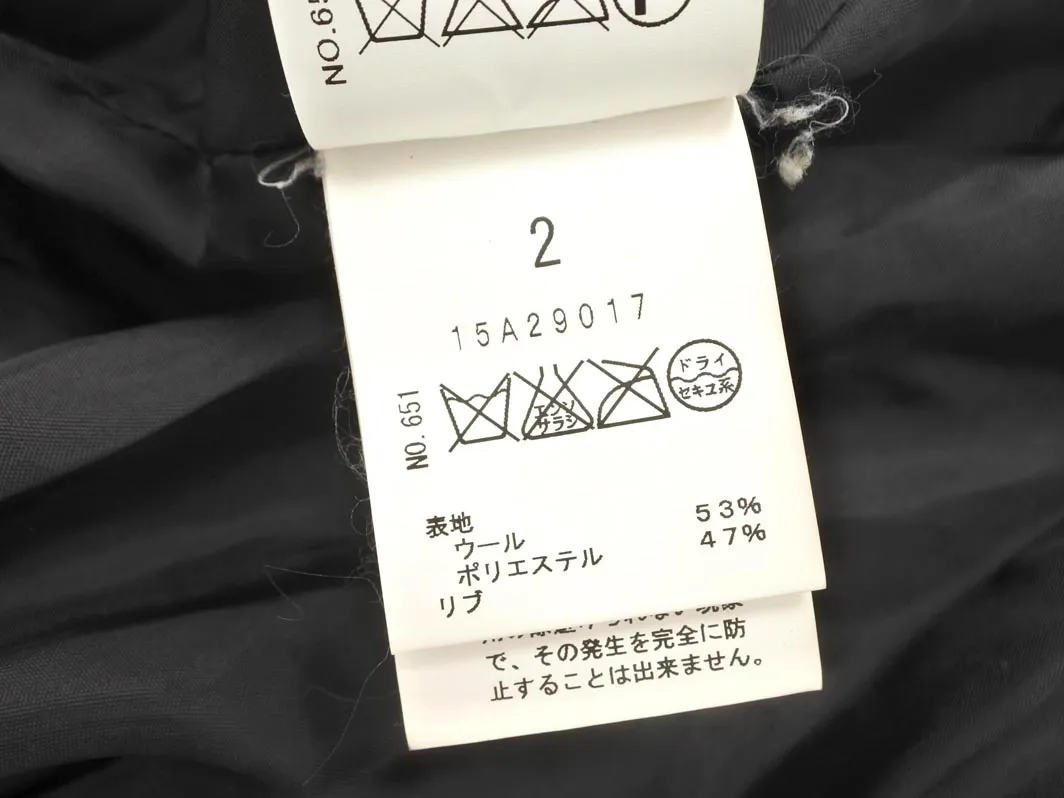 NO.65
2
15A29017
NO. 651
エンソ
サラシ
ドライ
セキユ系
表地
ウール 53%
ポリエステル 47%
リブ
で、その発生を完全に防
止することは出来ません。